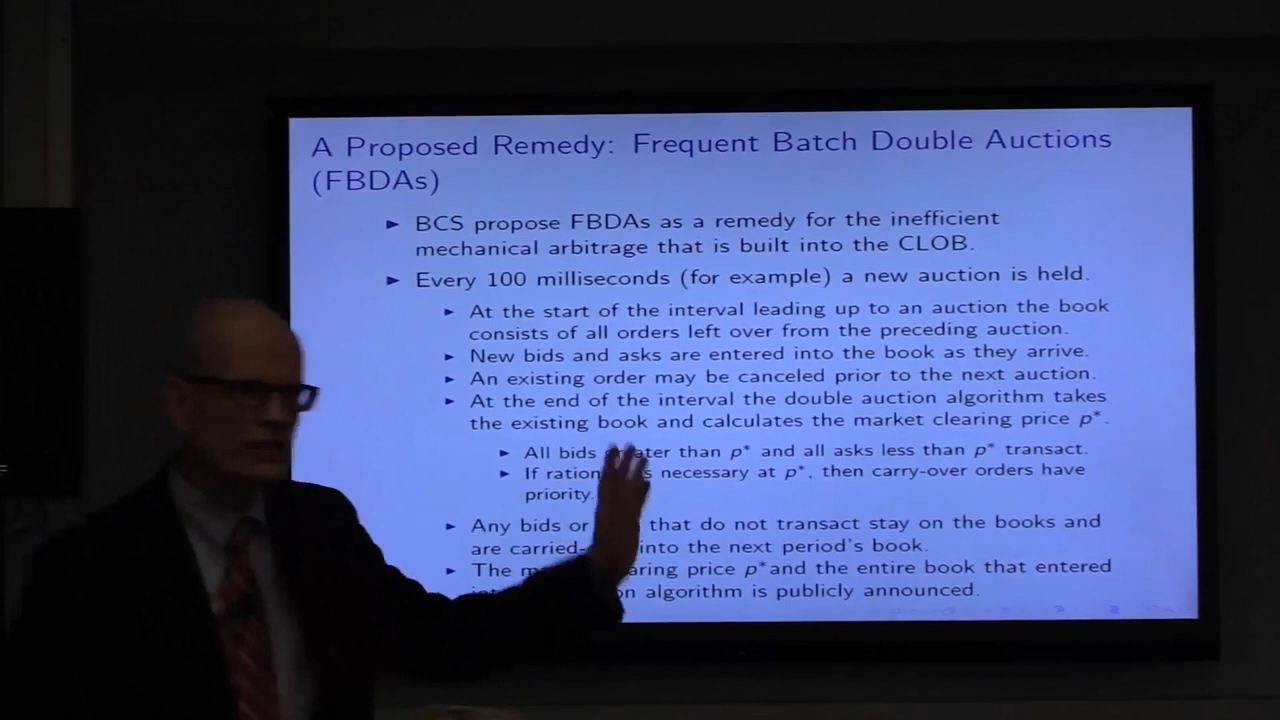 A Proposed Remedy: Frequent Batch Double Auctions
(FBDAs)
► BCS propose FBDAs as a remedy for the inefficient
mechanical arbitrage that is built into the CLOB.
► Every 100 milliseconds (for example) a new auction is held.
► At the start of the interval leading up to an auction the book
consists of all orders left over from the preceding auction.
► New bids and asks are entered into the book as they arrive.
► An existing order may be canceled prior to the next auction.
► At the end of the interval the double auction algorithm takes
the existing book and calculates the market clearing price p*.
► All bids than p* and all asks less than p* transact.
► If necessary at p*, then carry-over orders have
priority.
► Any bids or that do not transact stay on the books and
are carried- into the next period's book.
► The price p* and the entire book that entered
algorithm is publicly announced.